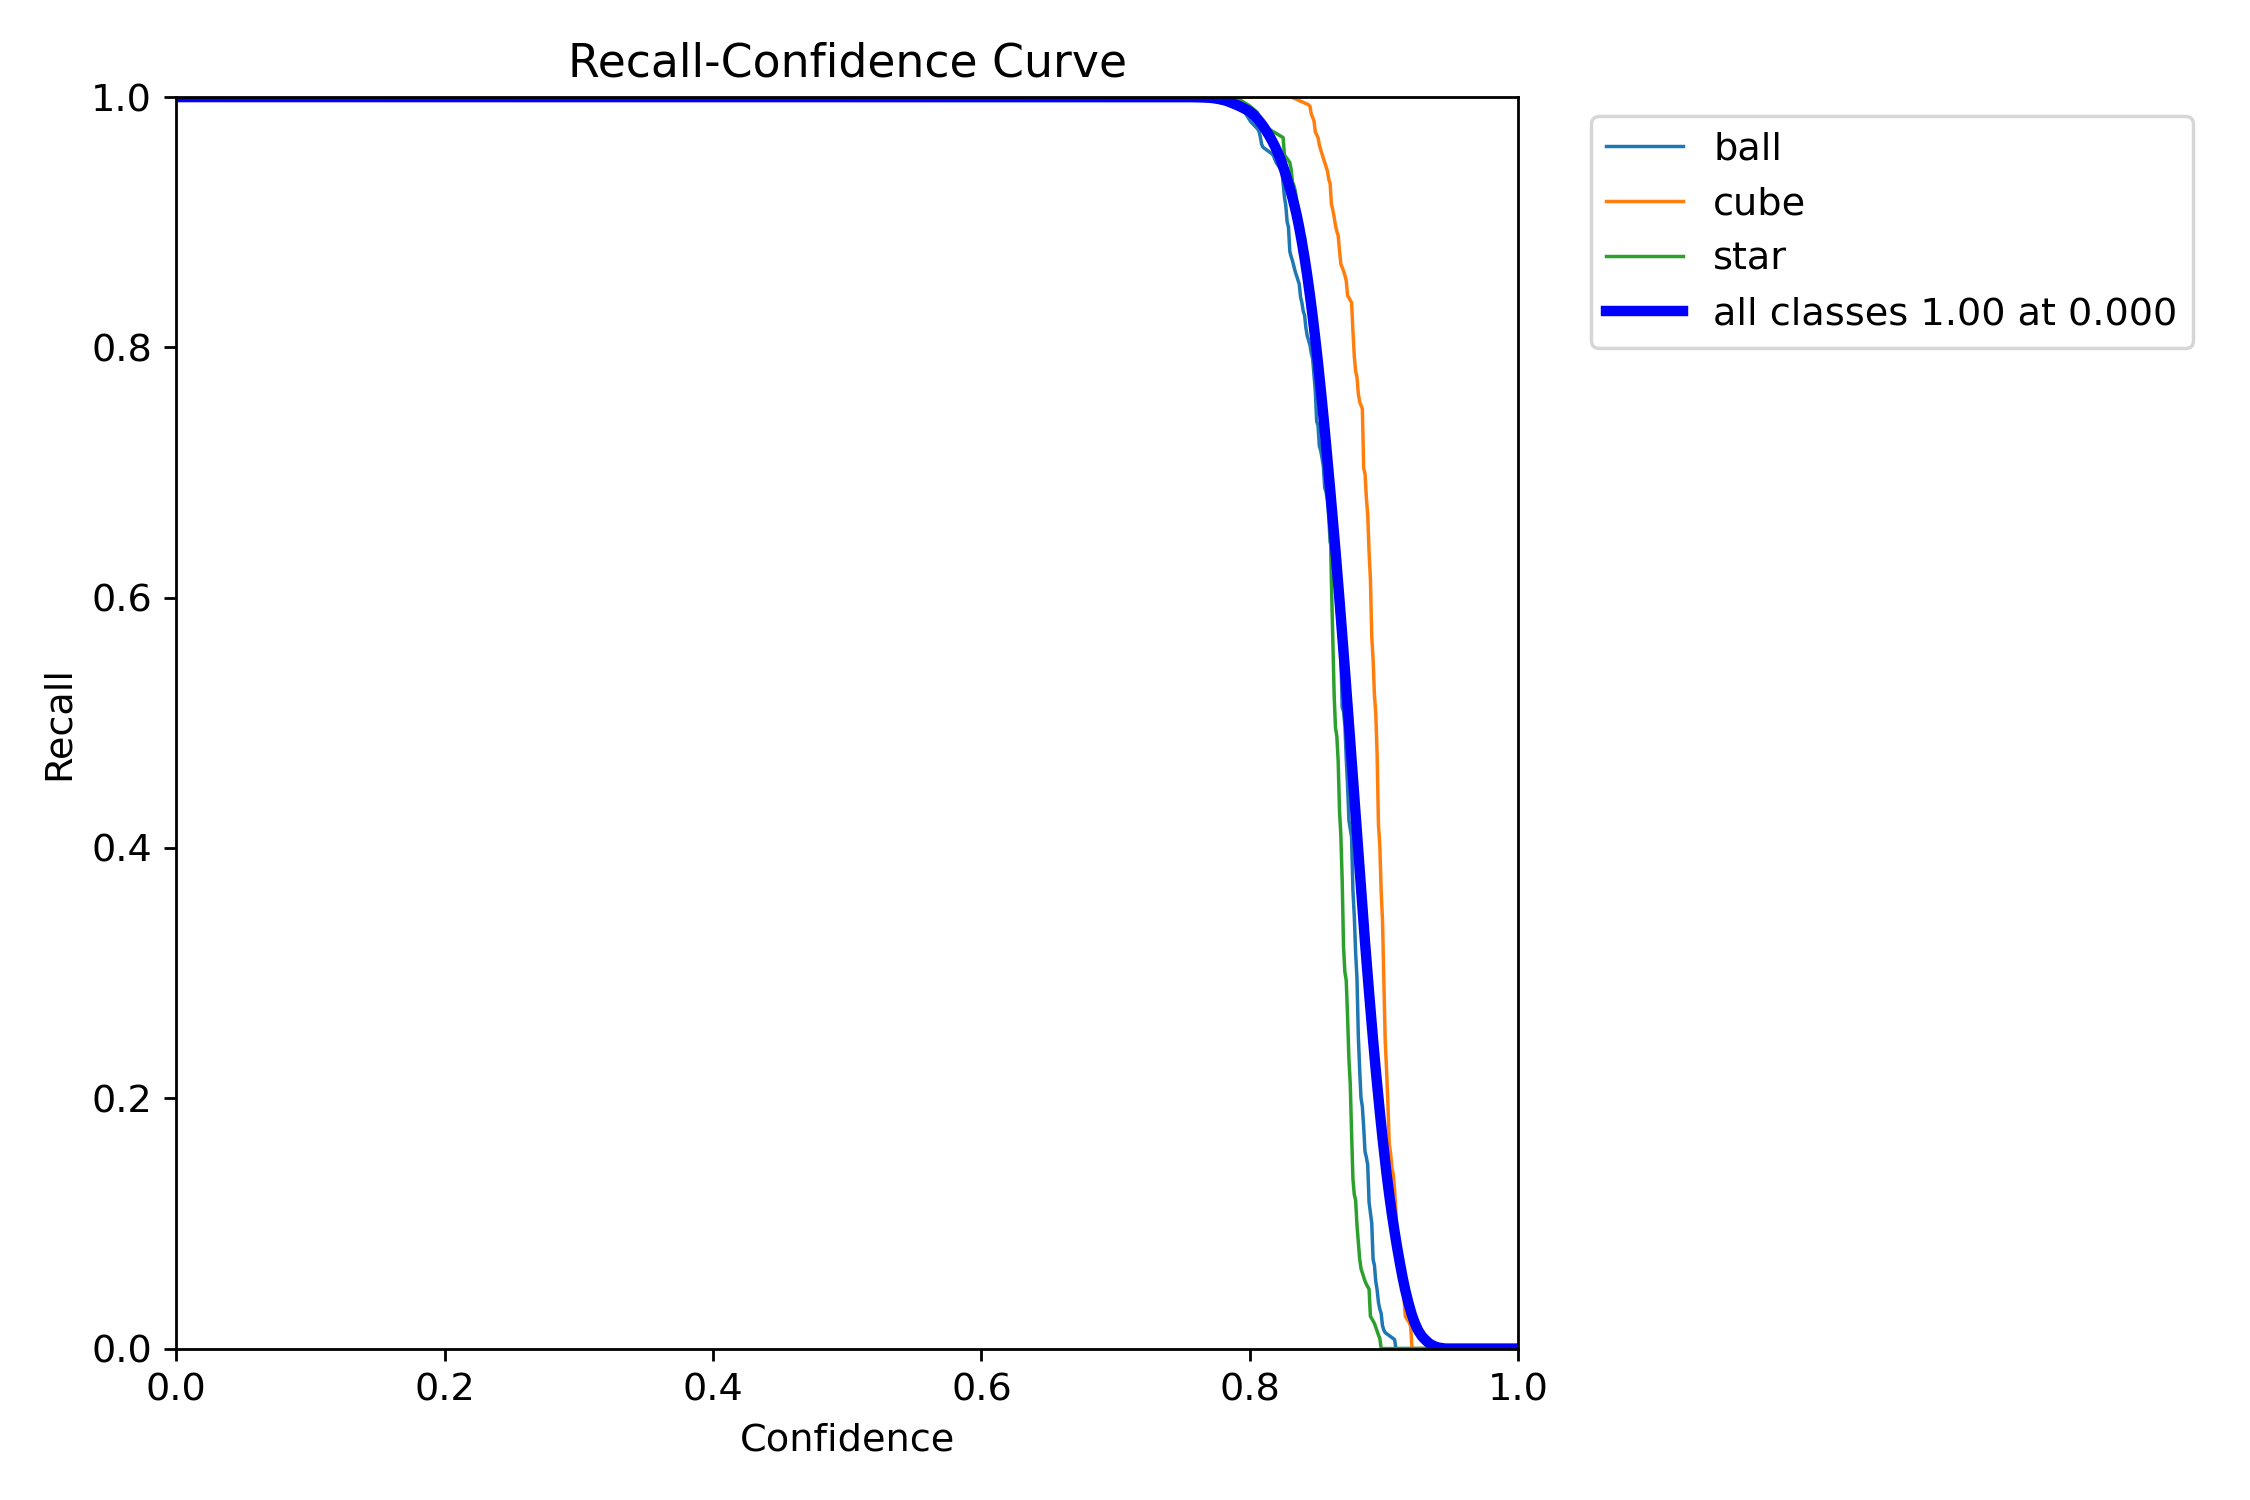 Recall-Confidence Curve
1.0
0.8
0.6
0.4
0.2
0.0
Recall
0.0 0.2 0.4 0.6 0.8 1.0
Confidence
ball
cube
star
all classes 1.00 at 0.000